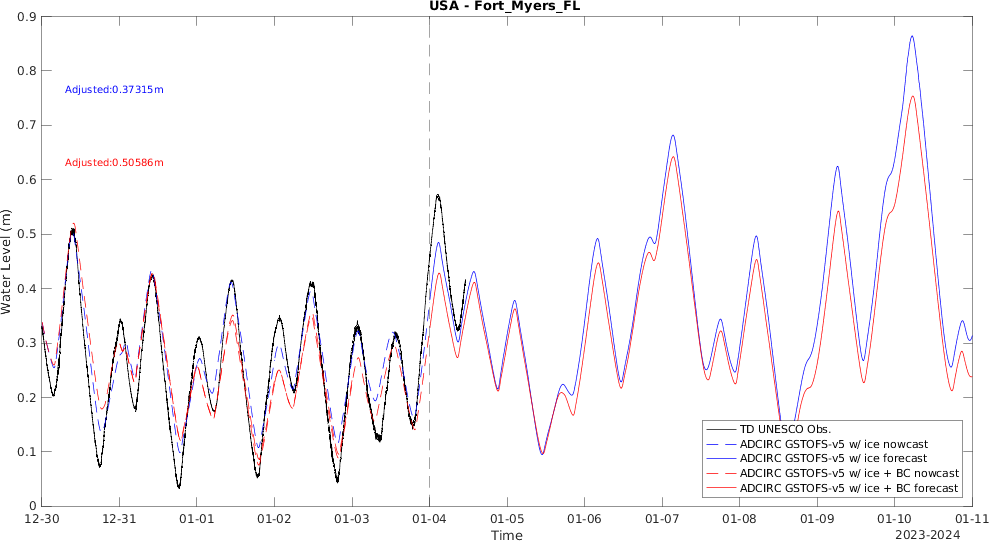 USA - Fort_Myers_FL
0.9
0.8
Adjusted:0.37315m
0.7
Adjusted:0.50586m
0.6
0.5
Water Level (m)
0.4
0.3
0.2
0.1
0
TD UNESCO Obs.
ADCIRC GSTOFS-v5 w/ ice nowcast
ADCIRC GSTOFS-v5 w/ ice forecast
ADCIRC GSTOFS-v5 w/ ice + BC nowcast
ADCIRC GSTOFS-v5 w/ ice + BC forecast
12-30 12-31 01-01 01-02 01-03 01-04 01-05 01-06 01-07 01-08 01-09 01-10 01-11
Time
2023-2024